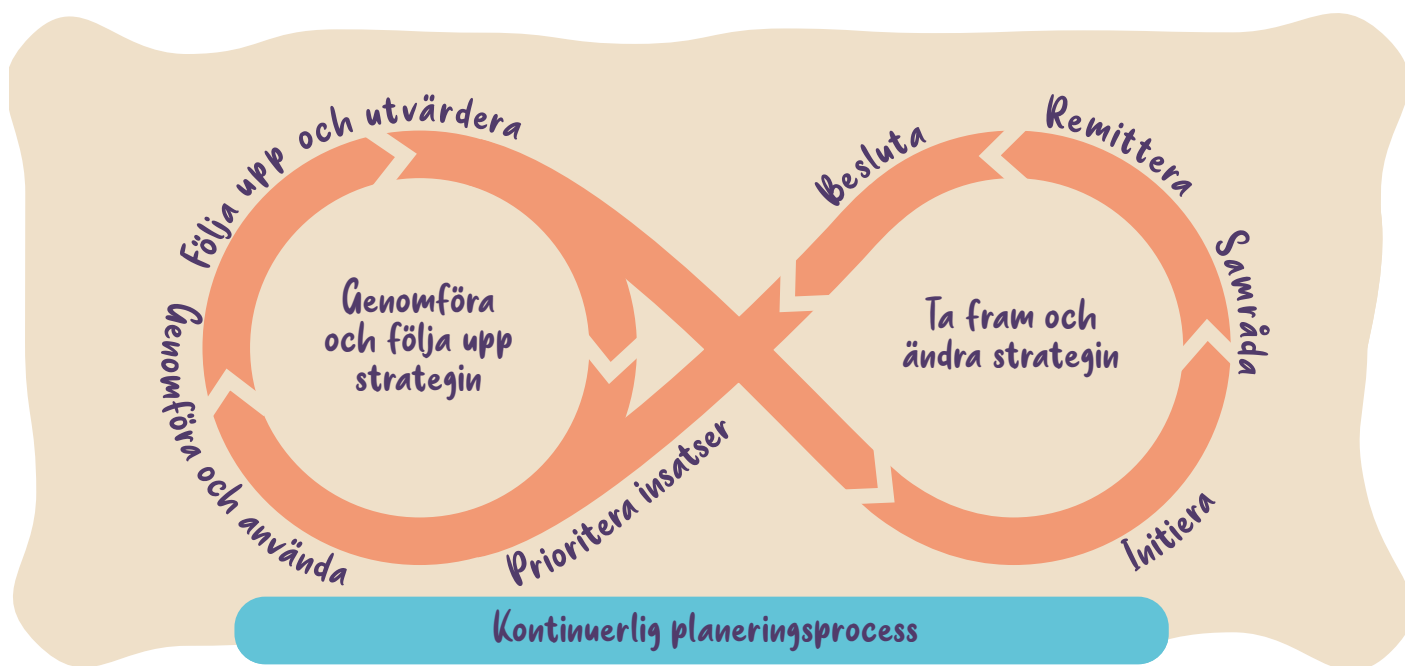 Följa upp och utvärdera
Genomföra och använda
Genomföra
och följa upp
strategin
Prioritera insatser
Besluta
Remittera
Samråda
Ta fram och
ändra strategin
Initiera
Kontinuerlig planeringsprocess